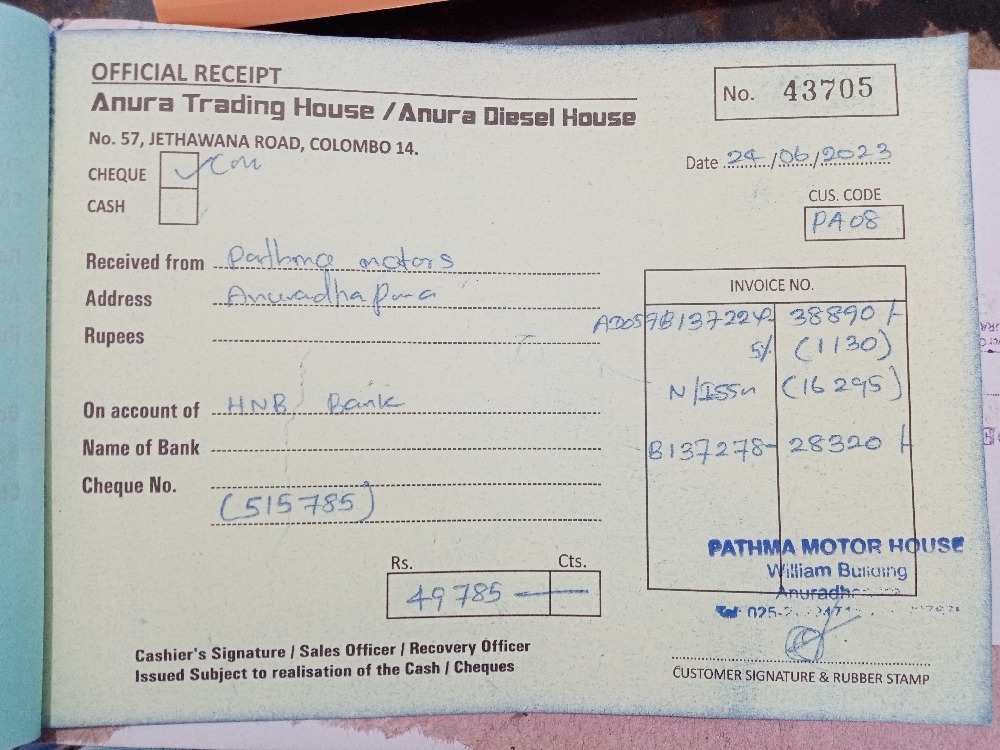 OFFICIAL RECEIPT
Anura Trading House / Anura Diesel House
No. 57, JETHAWANA ROAD, COLOMBO 14.
No. 43705
Date 24/06/2023
CHEQUE
CASH
CUS. CODE
PA08
Received from Pathma motors
Address Anuradhapura
Rupees
On account of HNB Bank
Name of Bank
Cheque No.
(515785)
INVOICE NO.
B137224 38890/-
5% (1130)
(16295)
B137278- 28320/-
Rs. Cts.
49785
PATHMA MOTOR HOUSE
William Building
Cashier's Signature / Sales Officer / Recovery Officer
Issued Subject to realisation of the Cash / Cheques
CUSTOMER SIGNATURE & RUBBER STAMP